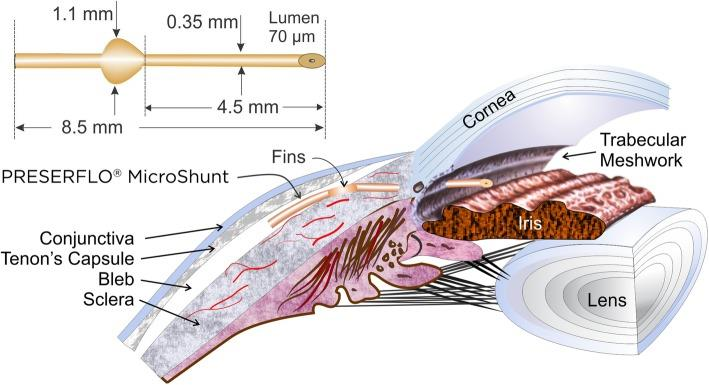 1.1 mm
0.35 mm
Lumen
70 µm
4.5 mm
8.5 mm
Cornea
Trabecular
Meshwork
Fins
PRESERFLO® MicroShunt
Iris
Conjunctiva
Tenon's Capsule
Bleb
Sclera
Lens